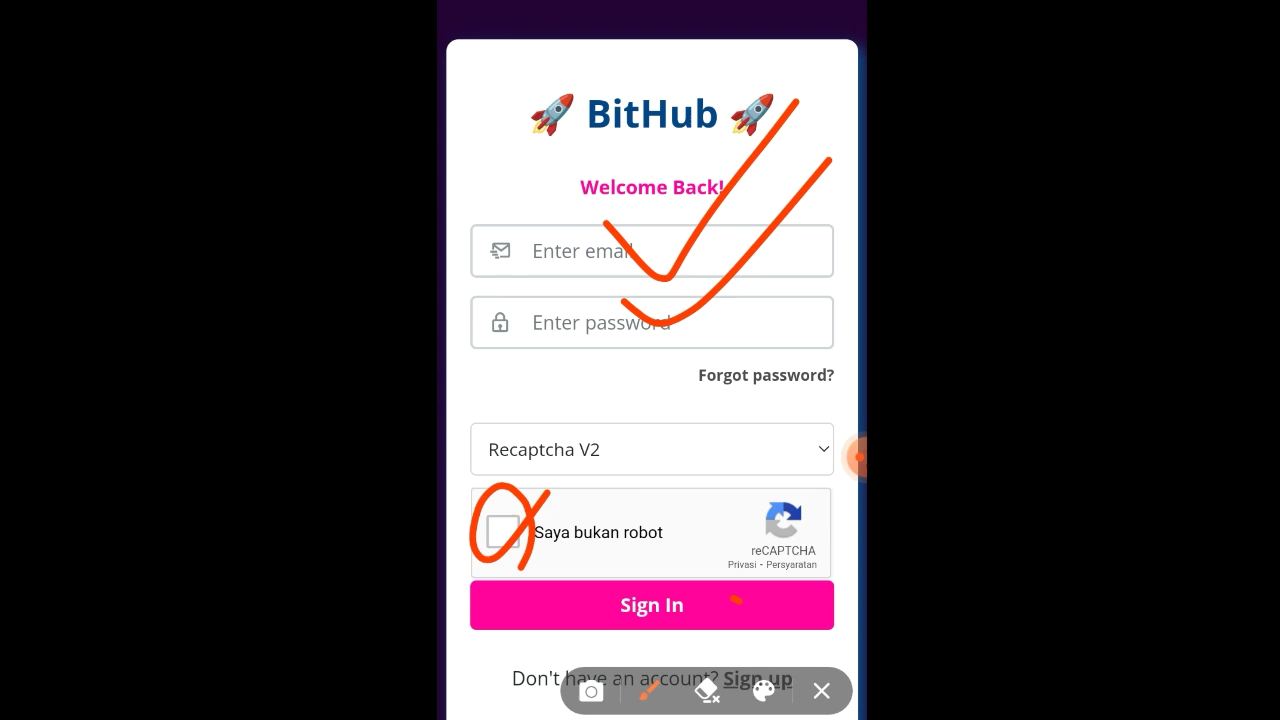 🚀 BitHub 🚀
Welcome Back!
Enter email
Enter password
Forgot password?
Recaptcha V2
Saya bukan robot
reCAPTCHA
Privasi - Persyaratan
Sign In
Don't have an account? Sign up